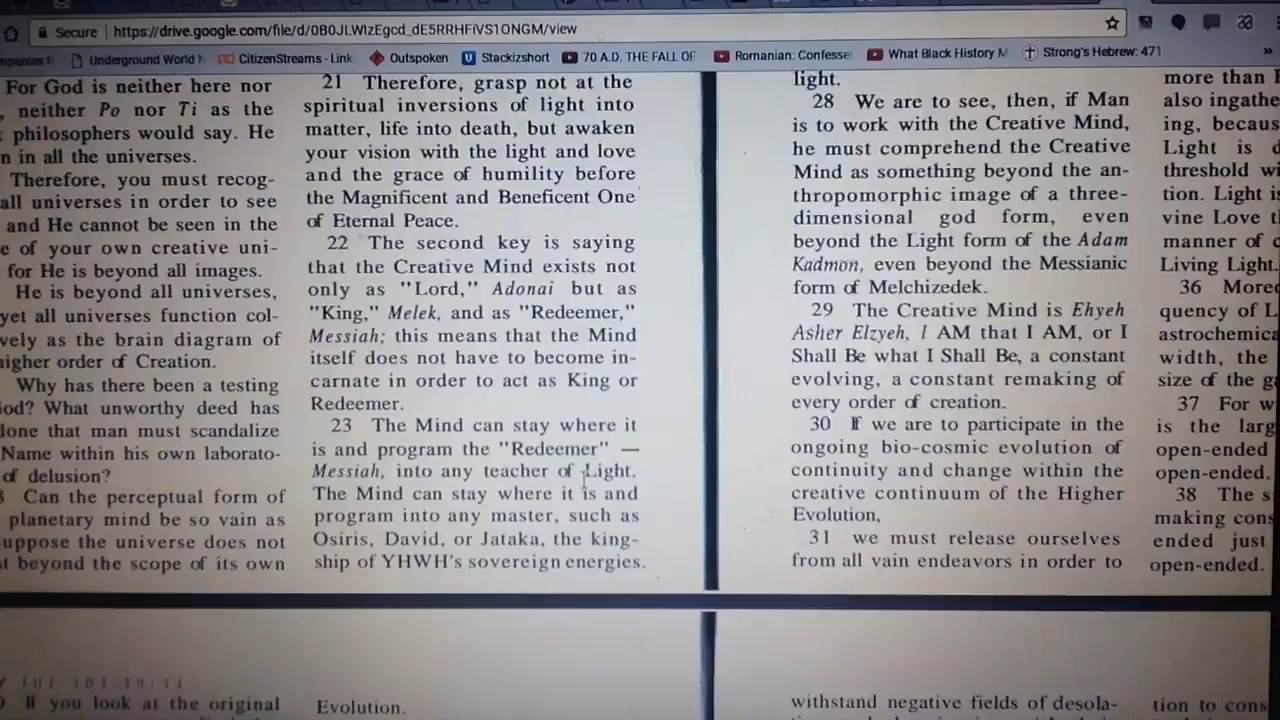 Secure | https://drive.google.com/file/d/0B0JLWIzEgcd_dE5RRHFiVS1ONGM/view
Underground World
CitizenStreams - Link
Outspoken
Stackizshort
70 A.D. THE FALL OF
Romanian: Confesse
What Black History M
Strong's Hebrew: 471
»
For God is neither here nor
, neither Po nor Ti as the
philosophers would say. He
n in all the universes.
Therefore, you must recog-
all universes in order to see
and He cannot be seen in the
e of your own creative uni-
for He is beyond all images.
He is beyond all universes,
yet all universes function col-
vely as the brain diagram of
higher order of Creation.
Why has there been a testing
God? What unworthy deed has
done that man must scandalize
Name within his own laborato-
of delusion?
Can the perceptual form of
planetary mind be so vain as
uppose the universe does not
t beyond the scope of its own
21 Therefore, grasp not at the
spiritual inversions of light into
matter, life into death, but awaken
your vision with the light and love
and the grace of humility before
the Magnificent and Beneficent One
of Eternal Peace.
22 The second key is saying
that the Creative Mind exists not
only as "Lord," Adonai but as
"King," Melek, and as "Redeemer,"
Messiah; this means that the Mind
itself does not have to become in-
carnate in order to act as King or
Redeemer.
23 The Mind can stay where it
is and program the "Redeemer" —
Messiah, into any teacher of Light.
The Mind can stay where it is and
program into any master, such as
Osiris, David, or Jataka, the king-
ship of YHWH's sovereign energies.
light.
28 We are to see, then, if Man
is to work with the Creative Mind,
he must comprehend the Creative
Mind as something beyond the an-
thropomorphic image of a three-
dimensional god form, even
beyond the Light form of the Adam
Kadmon, even beyond the Messianic
form of Melchizedek.
29 The Creative Mind is Ehyeh
Asher Elzyeh, I AM that I AM, or I
Shall Be what I Shall Be, a constant
evolving, a constant remaking of
every order of creation.
30 If we are to participate in the
ongoing bio-cosmic evolution of
continuity and change within the
creative continuum of the Higher
Evolution,
31 we must release ourselves
from all vain endeavors in order to
more than
also ingathe
ing, becaus
Light is
threshold wi
tion. Light is
vine Love t
manner of
Living Light.
36 Moreo
quency of L
astrochemica
width, the
size of the ga
37 For w
is the larg
open-ended
open-ended.
38 The s
making cons
ended just
open-ended.
If you look at the original
Evolution.
withstand negative fields of desola-
tion to cons